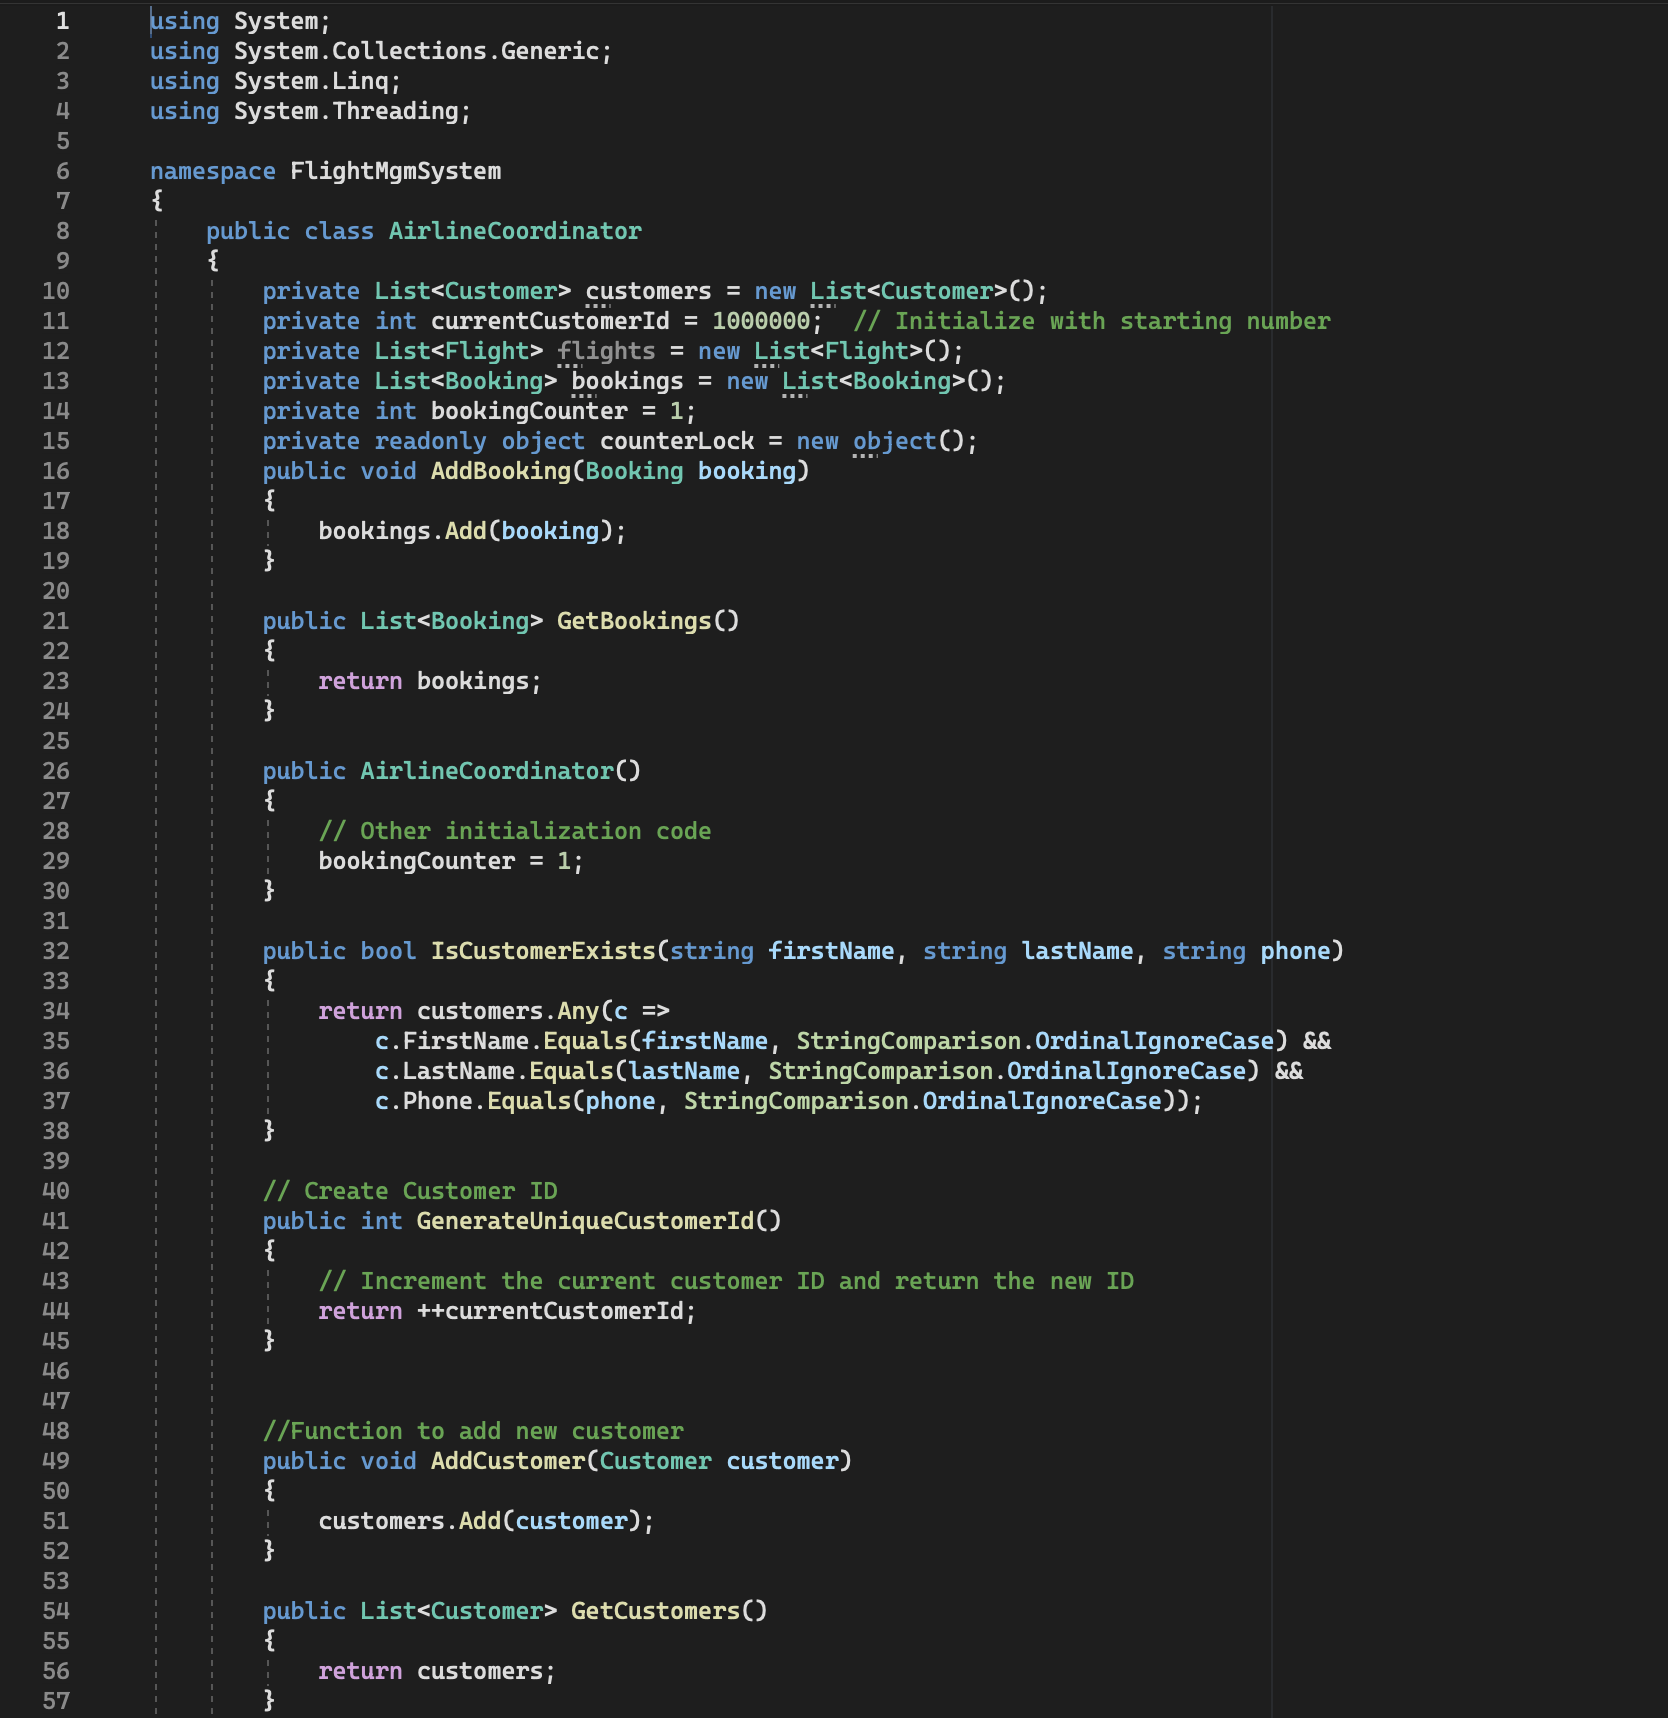 1 using System;
2 using System.Collections.Generic;
3 using System.Linq;
4 using System.Threading;
5
6 namespace FlightMgmSystem
7 {
8     public class AirlineCoordinator
9     {
10         private List<Customer> customers = new List<Customer>();
11         private int currentCustomerId = 1000000;  // Initialize with starting number
12         private List<Flight> flights = new List<Flight>();
13         private List<Booking> bookings = new List<Booking>();
14         private int bookingCounter = 1;
15         private readonly object counterLock = new object();
16         public void AddBooking(Booking booking)
17         {
18             bookings.Add(booking);
19         }
20
21         public List<Booking> GetBookings()
22         {
23             return bookings;
24         }
25
26         public AirlineCoordinator()
27         {
28             // Other initialization code
29             bookingCounter = 1;
30         }
31
32         public bool IsCustomerExists(string firstName, string lastName, string phone)
33         {
34             return customers.Any(c =>
35                 c.FirstName.Equals(firstName, StringComparison.OrdinalIgnoreCase) &&
36                 c.LastName.Equals(lastName, StringComparison.OrdinalIgnoreCase) &&
37                 c.Phone.Equals(phone, StringComparison.OrdinalIgnoreCase));
38         }
39
40         // Create Customer ID
41         public int GenerateUniqueCustomerId()
42         {
43             // Increment the current customer ID and return the new ID
44             return ++currentCustomerId;
45         }
46
47
48         //Function to add new customer
49         public void AddCustomer(Customer customer)
50         {
51             customers.Add(customer);
52         }
53
54         public List<Customer> GetCustomers()
55         {
56             return customers;
57         }